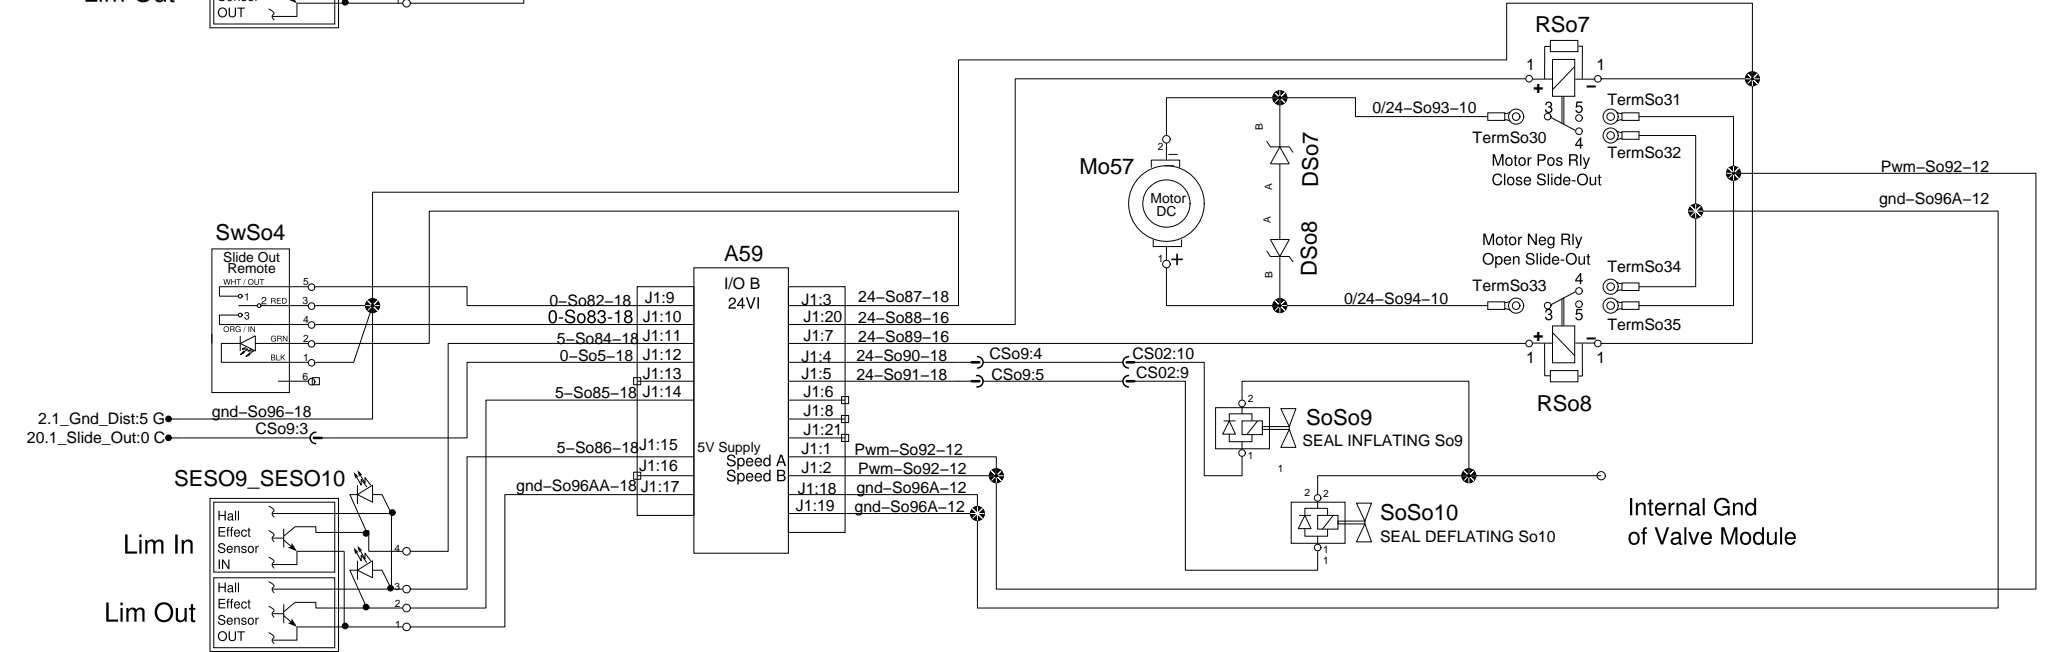 Sensor
OUT
1
RSo7
1
1
+
−
3
5
4
TermSo31
TermSo30
TermSo32
Motor Pos Rly
Close Slide-Out
0/24−So93−10
Pwm−So92−12
gnd−So96A−12
Mo57
2
−
Motor
DC
1
+
B
DSo7
A
A
DSo8
B
Motor Neg Rly
Open Slide-Out
TermSo34
TermSo33
TermSo35
0/24−So94−10
4
3
5
+
−
1
1
RSo8
SwSo4
Slide Out
Remote
WHT / OUT
5
1
2 RED
3
3
4
ORG / IN
GRN
2
BLK
1
6
2.1_Gnd_Dist:5 G
gnd−So96−18
20.1_Slide_Out:0 C
CSo9:3
A59
I/O B
24VI
0−So82−18
J1:9
0-So83-18
J1:10
5−So84−18
J1:11
0−So5−18
J1:12
J1:13
5−So85−18
J1:14
5−So86−18
J1:15
5V Supply
J1:16
gnd−So96AA−18
J1:17
Speed A
Speed B
J1:3
24−So87−18
J1:20
24−So88−16
J1:7
24−So89−16
J1:4
24−So90−18
CSo9:4
CS02:10
J1:5
24−So91−18
CSo9:5
CS02:9
J1:6
J1:8
J1:21
J1:1
Pwm−So92−12
J1:2
Pwm−So92−12
J1:18
gnd−So96A−12
J1:19
gnd−So96A−12
2
SoSo9
SEAL INFLATING So9
1
1
2
2
SoSo10
SEAL DEFLATING So10
1
1
Internal Gnd
of Valve Module
SESO9_SESO10
Lim In
Hall
Effect
Sensor
IN
4
Lim Out
Hall
Effect
Sensor
OUT
3
2
1